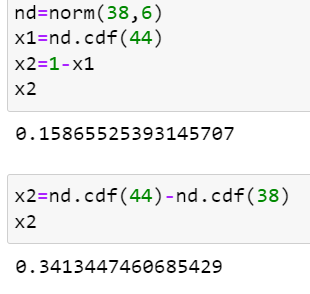 nd=norm(38,6)
x1=nd.cdf(44)
x2=1-x1
x2
0.15865525393145707
x2=nd.cdf(44)-nd.cdf(38)
x2
0.3413447460685429